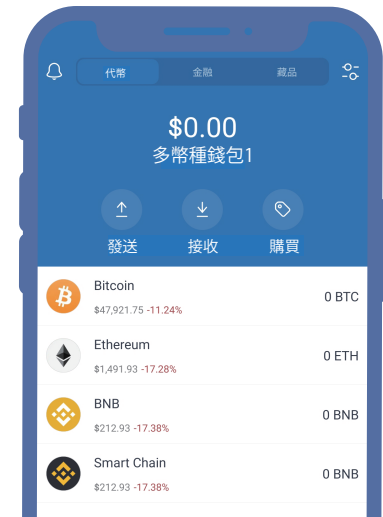 代幣 金融 藏品
$0.00
多幣種錢包1
發送 接收 購買
Bitcoin
$47,921.75 -11.24%
0 BTC
Ethereum
$1,491.93 -17.28%
0 ETH
BNB
$212.93 -17.38%
0 BNB
Smart Chain
$212.93 -17.38%
0 BNB